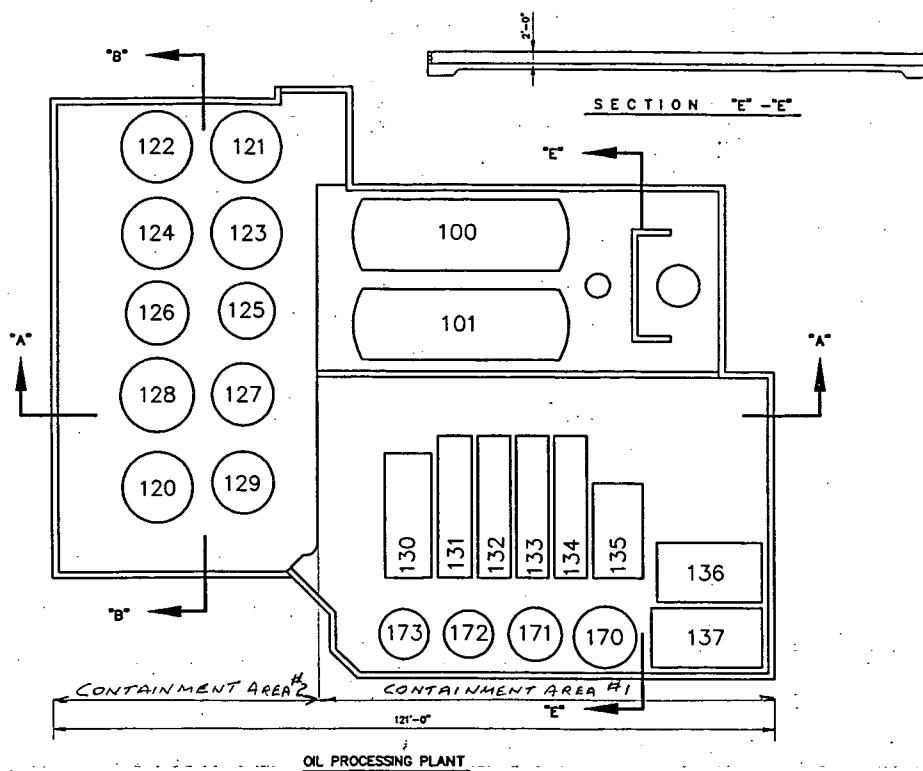 "B"
2'-0"
SECTION "E" - "E"
122 121
"E"
124 123
100
126 125
101
"A" "A"
128 127
120 129
130 131 132 133 134 135
136
"B"
173 172 171 170 137
CONTAINMENT AREA #2 CONTAINMENT AREA #1
"E"
121'-0"
OIL PROCESSING PLANT